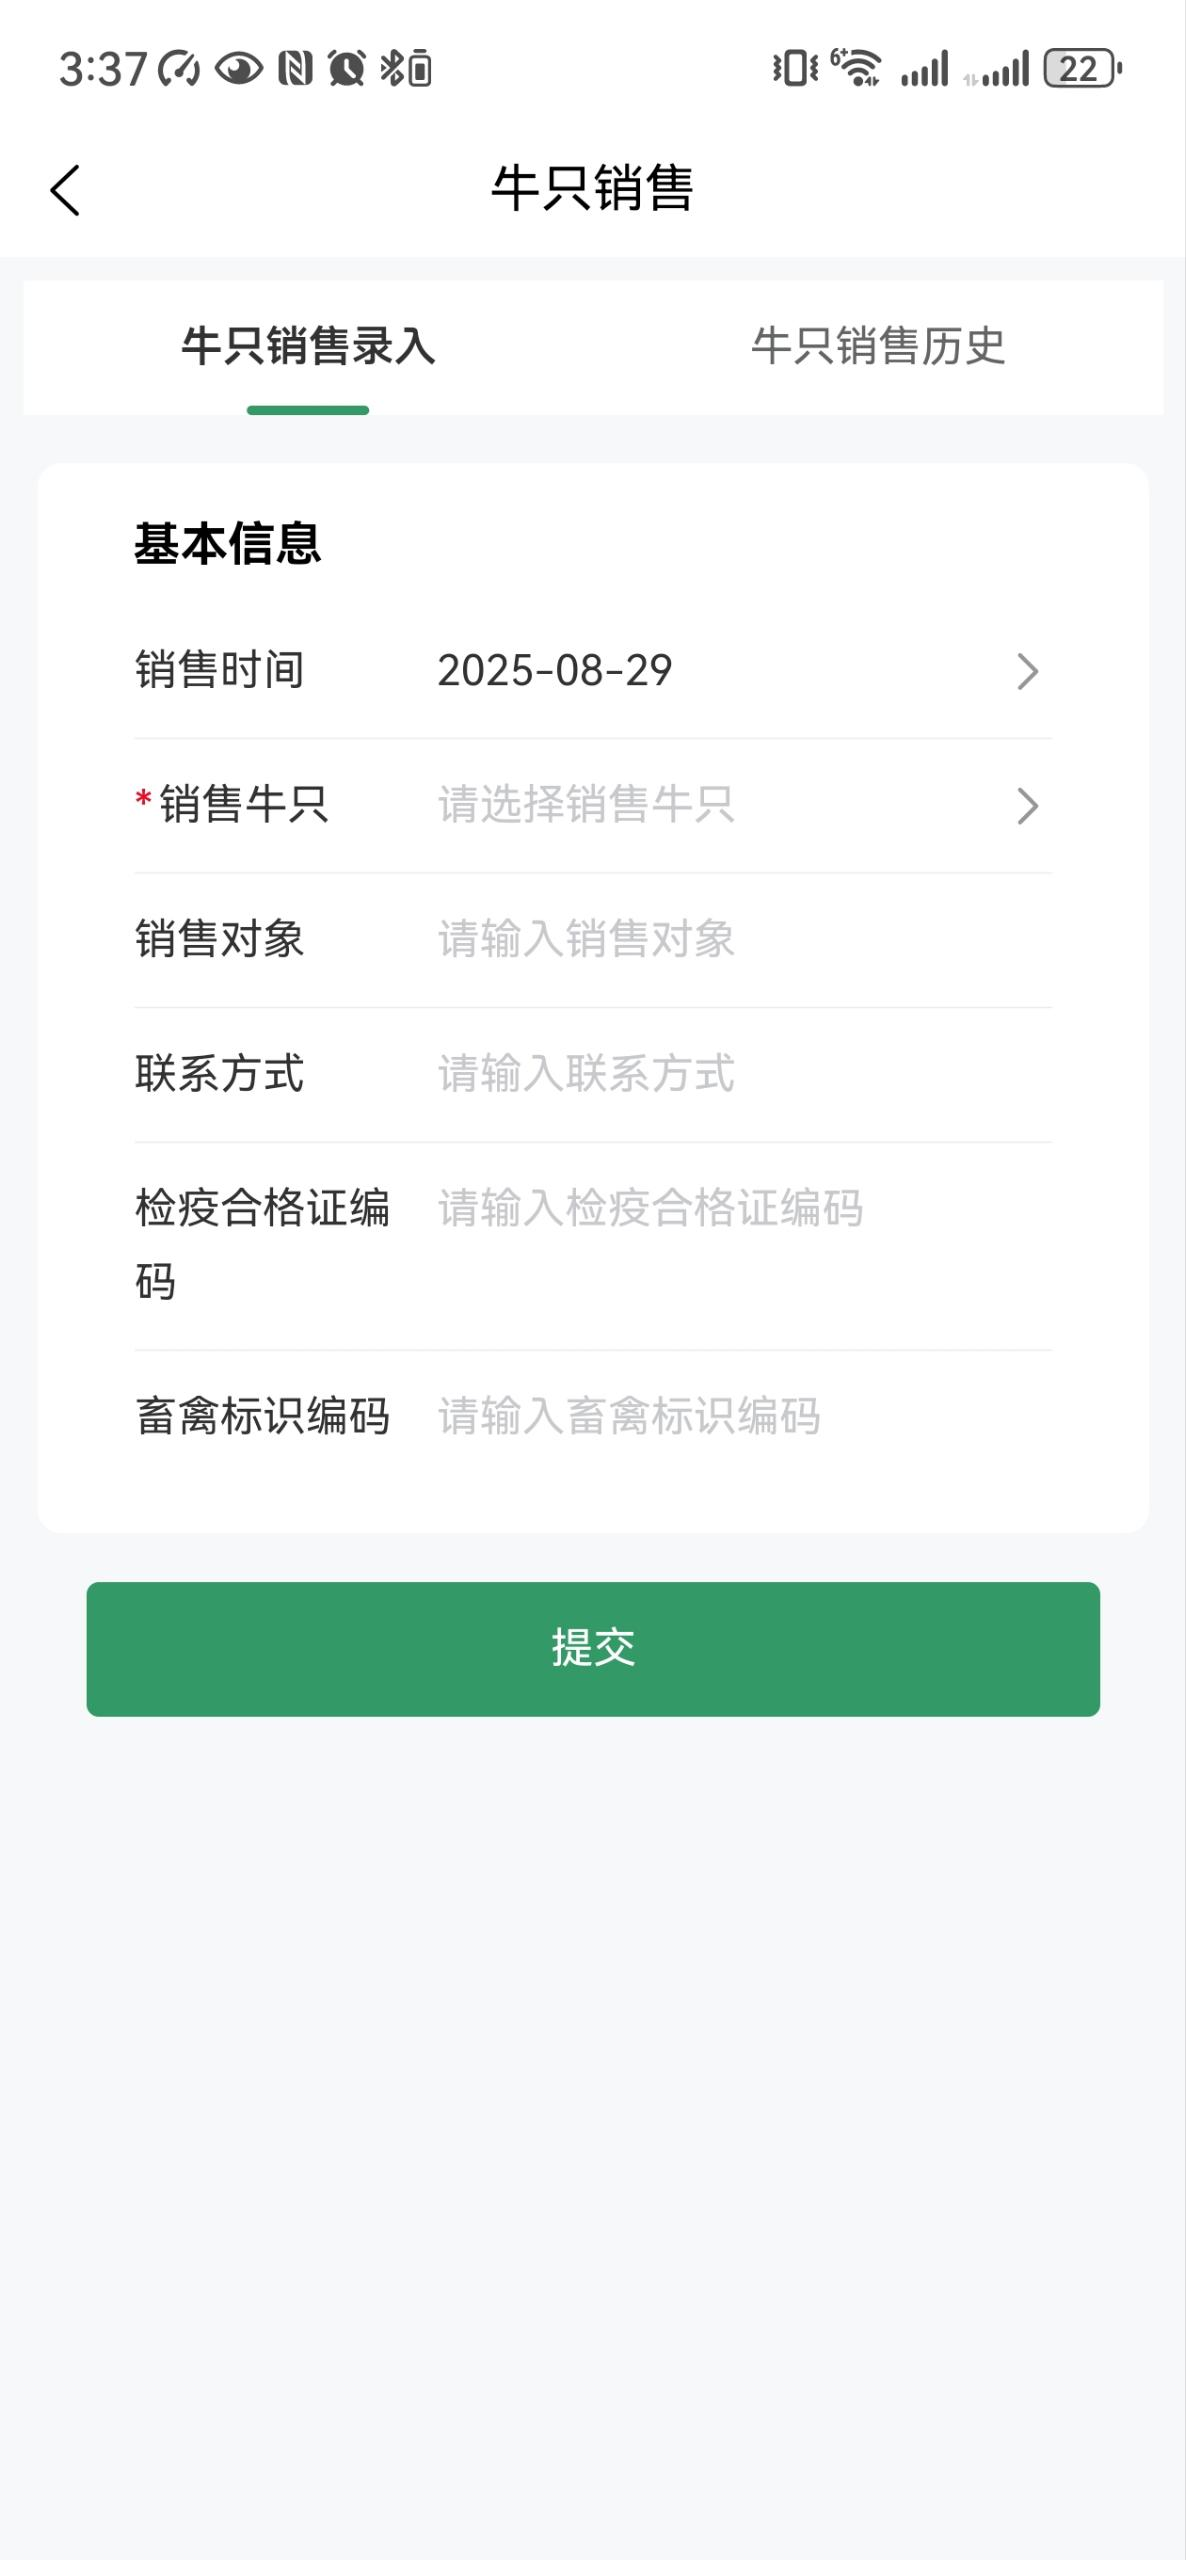 3:37
6+
22
牛只销售
牛只销售录入
牛只销售历史
基本信息
销售时间 2025-08-29
*销售牛只 请选择销售牛只
销售对象 请输入销售对象
联系方式 请输入联系方式
检疫合格证编 请输入检疫合格证编码
码
畜禽标识编码 请输入畜禽标识编码
提交